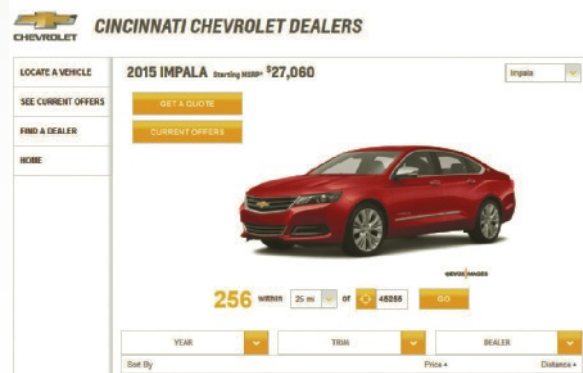 CHEVROLET
CINCINNATI CHEVROLET DEALERS
LOCATE A VEHICLE
SEE CURRENT OFFERS
FIND A DEALER
HOME
2015 IMPALA Starting MSRP* $27,060
Impala
GET A QUOTE
CURRENT OFFERS
256 within 25 mi of 45255 GO
YEAR TRIM DEALER
Sort By Price Distance